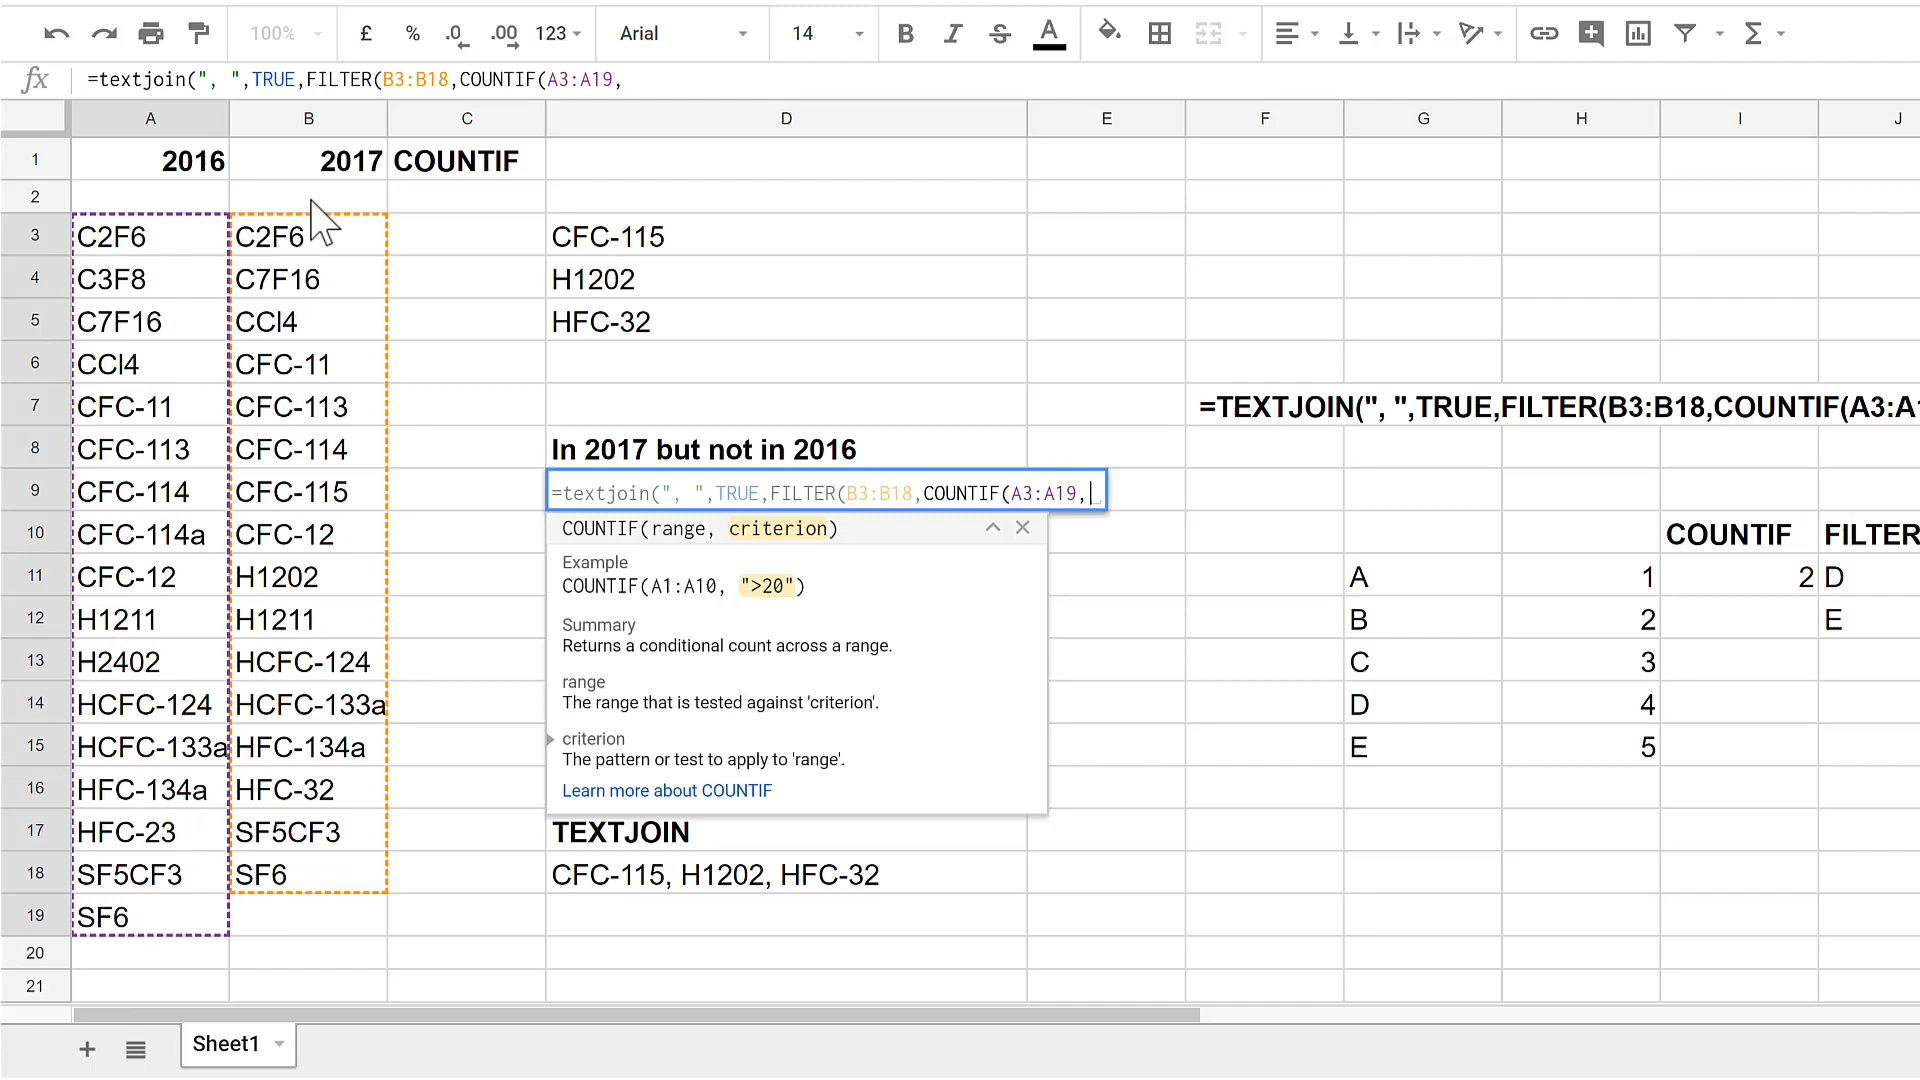 100% £ % .0 .00 123 Arial 14 B I S A Σ
fx =textjoin(", ",TRUE,FILTER(B3:B18,COUNTIF(A3:A19,
A B C D E F G H I J
1 2016 2017 COUNTIF
2
3 C2F6 C2F6 CFC-115
4 C3F8 C7F16 H1202
5 C7F16 CCl4 HFC-32
6 CCl4 CFC-11
7 CFC-11 CFC-113 =TEXTJOIN(", ",TRUE,FILTER(B3:B18,COUNTIF(A3:A1
8 CFC-113 CFC-114 In 2017 but not in 2016
9 CFC-114 CFC-115 =textjoin(", ",TRUE,FILTER(B3:B18,COUNTIF(A3:A19,
COUNTIF(range, criterion)
10 CFC-114a CFC-12 COUNTIF FILTER
Example
11 CFC-12 H1202 A 1 2 D
COUNTIF(A1:A10, ">20")
12 H1211 H1211 B 2 E
Summary
Returns a conditional count across a range.
13 H2402 HCFC-124 C 3
range
14 HCFC-124 HCFC-133a D 4
The range that is tested against 'criterion'.
15 HCFC-133a HFC-134a E 5
criterion
The pattern or test to apply to 'range'.
16 HFC-134a HFC-32
Learn more about COUNTIF
17 HFC-23 SF5CF3 TEXTJOIN
18 SF5CF3 SF6 CFC-115, H1202, HFC-32
19 SF6
20
21
Sheet1